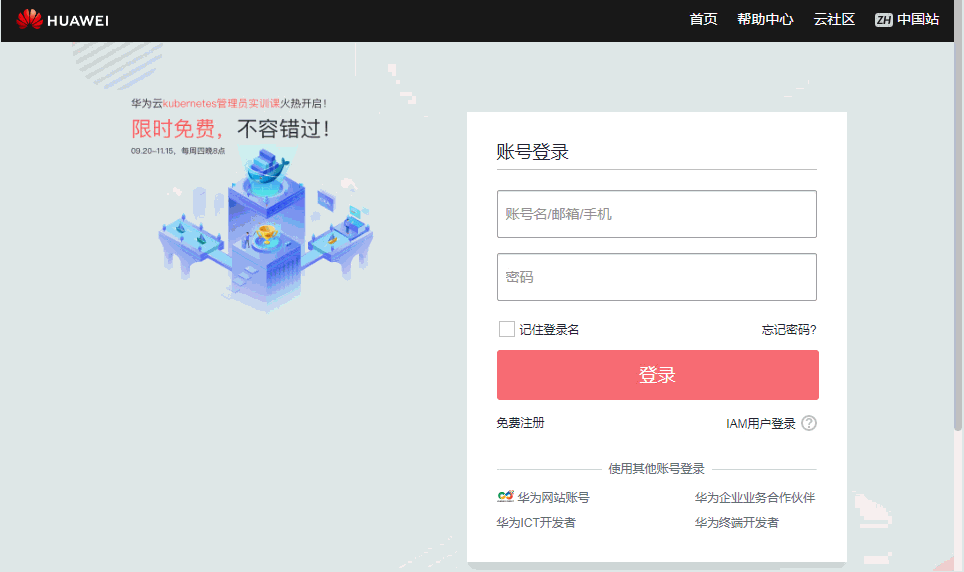 HUAWEI
首页 帮助中心 云社区 ZH 中国站
华为云kubernetes管理员实训课火热开启！
限时免费，不容错过！
09.20–11.15，每周四晚8点
账号登录
账号名/邮箱/手机
密码
记住登录名 忘记密码?
登录
免费注册 IAM用户登录 ?
使用其他账号登录
华为网站账号 华为企业业务合作伙伴
华为ICT开发者 华为终端开发者